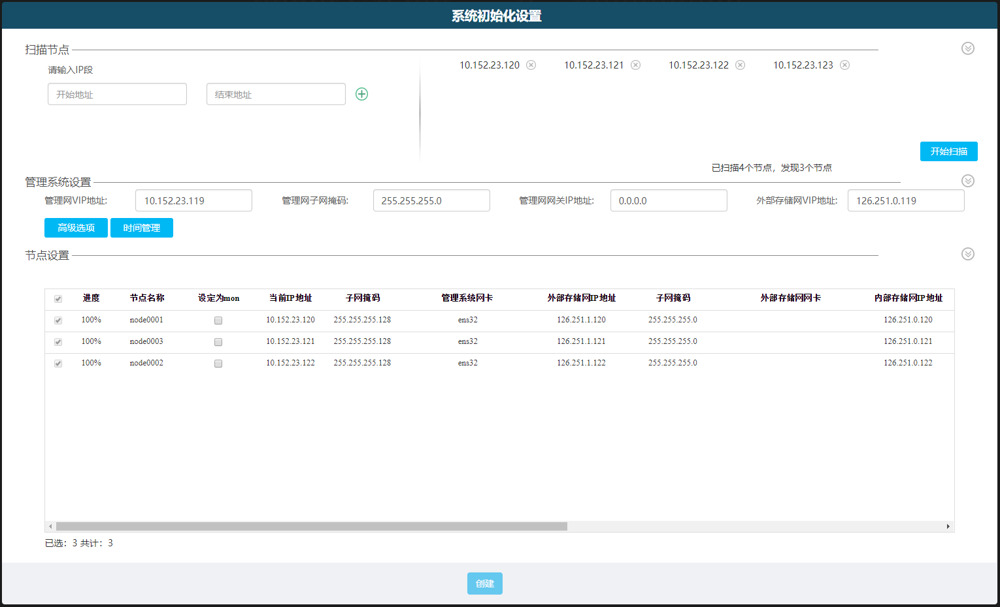 系统初始化设置
扫描节点
请输入IP段
开始地址 结束地址
10.152.23.120 10.152.23.121 10.152.23.122 10.152.23.123
开始扫描
已扫描4个节点，发现3个节点
管理系统设置
管理网VIP地址: 10.152.23.119 管理网子网掩码: 255.255.255.0 管理网网关IP地址: 0.0.0.0 外部存储网VIP地址: 126.251.0.119
高级选项 时间管理
节点设置
进度 节点名称 设定为mon 当前IP地址 子网掩码 管理系统网卡 外部存储网IP地址 子网掩码 外部存储网网卡 内部存储网IP地址
100% node0001 10.152.23.120 255.255.255.128 ens32 126.251.1.120 255.255.255.0 126.251.0.120
100% node0003 10.152.23.121 255.255.255.128 ens32 126.251.1.121 255.255.255.0 126.251.0.121
100% node0002 10.152.23.122 255.255.255.128 ens32 126.251.1.122 255.255.255.0 126.251.0.122
已选：3 共计：3
创建